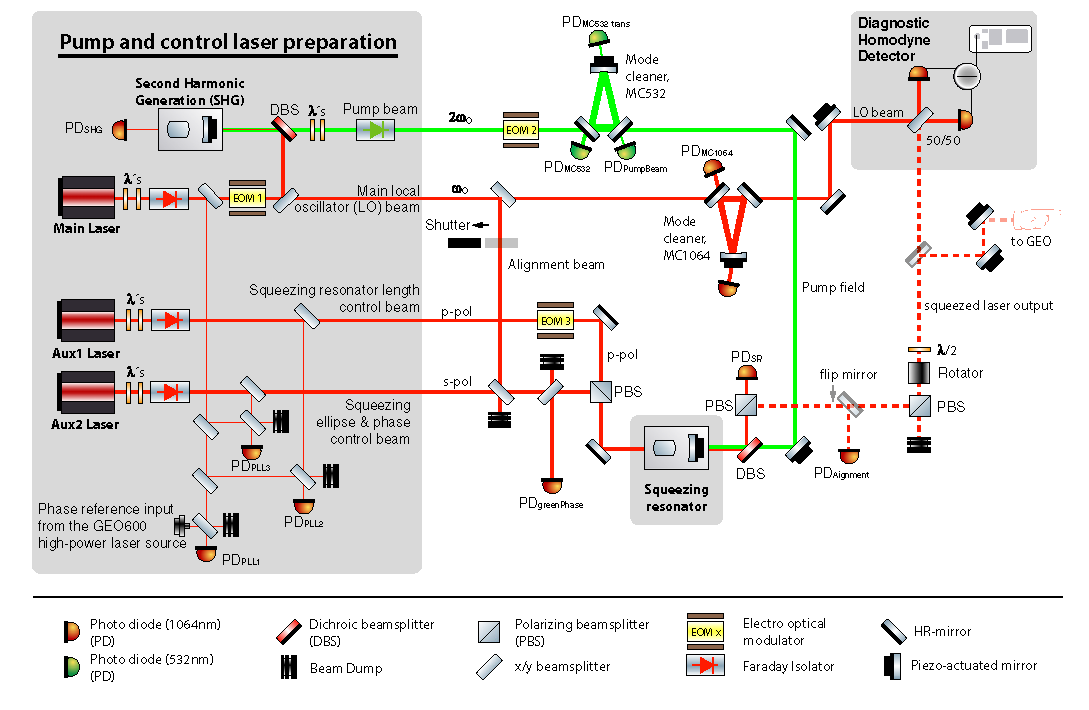 Pump and control laser preparation
Second Harmonic
Generation (SHG)
PDSHG
DBS
λ´s
Pump beam
2ω0
EOM 2
PDMC532 trans
Mode
cleaner,
MC532
PDMC532
PDPumpBeam
Diagnostic
Homodyne
Detector
LO beam
50/50
λ´s
Main Laser
EOM 1
Main local
oscillator (LO) beam
ω0
Shutter
Alignment beam
PDMC1064
Mode
cleaner,
MC1064
Pump field
to GEO
squeezed laser output
λ´s
Aux1 Laser
Squeezing resonator length
control beam
p-pol
EOM 3
p-pol
λ´s
Aux2 Laser
s-pol
Squeezing
ellipse & phase
control beam
PBS
PDSR
PBS
flip mirror
λ/2
Rotator
PBS
PDPLL3
PDPLL2
PDPLL1
Phase reference input
from the GEO600
high-power laser source
PDgreenPhase
Squeezing
resonator
DBS
PDAlignment
Photo diode (1064nm)
(PD)
Photo diode (532nm)
(PD)
Dichroic beamsplitter
(DBS)
Beam Dump
Polarizing beamsplitter
(PBS)
x/y beamsplitter
EOM x
Electro optical
modulator
Faraday Isolator
HR-mirror
Piezo-actuated mirror